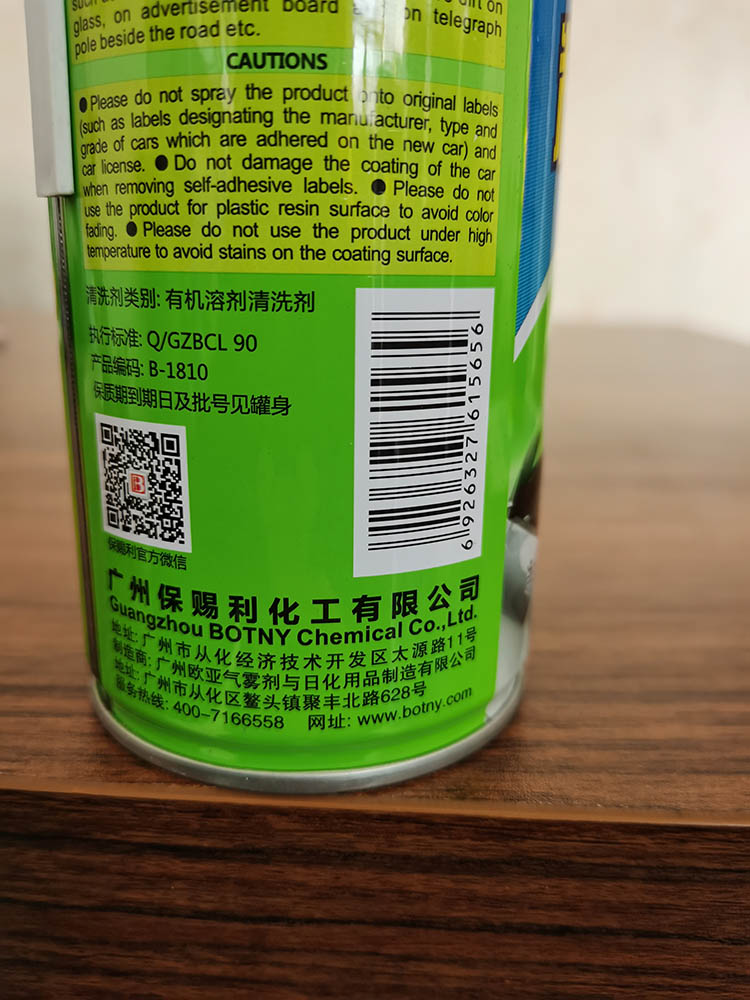 glass, on advertisement board on telegraph
pole beside the road etc.
CAUTIONS
●Please do not spray the product onto original labels
(such as labels designating the manufacturer, type and
grade of cars which are adhered on the new car) and
car license. ● Do not damage the coating of the car
when removing self-adhesive labels. ● Please do not
use the product for plastic resin surface to avoid color
fading. ● Please do not use the product under high
temperature to avoid stains on the coating surface.
清洗剂类别: 有机溶剂清洗剂
执行标准: Q/GZBCL 90
产品编码: B-1810
保质期到期日及批号见罐身
6926327615656
保赐利官方微信
广州保赐利化工有限公司
Guangzhou BOTNY Chemical Co.,Ltd.
地址: 广州市从化经济技术开发区太源路11号
制造商: 广州欧亚气雾剂与日化用品制造有限公司
地址: 广州市从化区鳌头镇聚丰北路628号
服务热线: 400-7166558 网址: www.botny.com